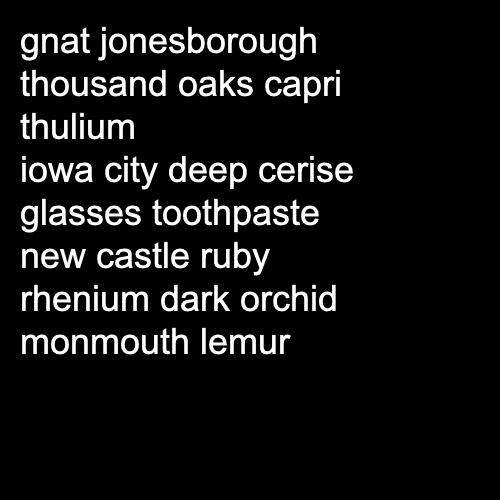 gnat jonesborough
thousand oaks capri
thulium
iowa city deep cerise
glasses toothpaste
new castle ruby
rhenium dark orchid
monmouth lemur